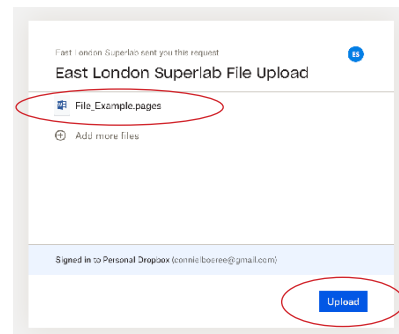 East London Superlab sent you this request
ES
East London Superlab File Upload
File_Example.pages
Add more files
Signed in to Personal Dropbox (connielboeree@gmail.com)
Upload